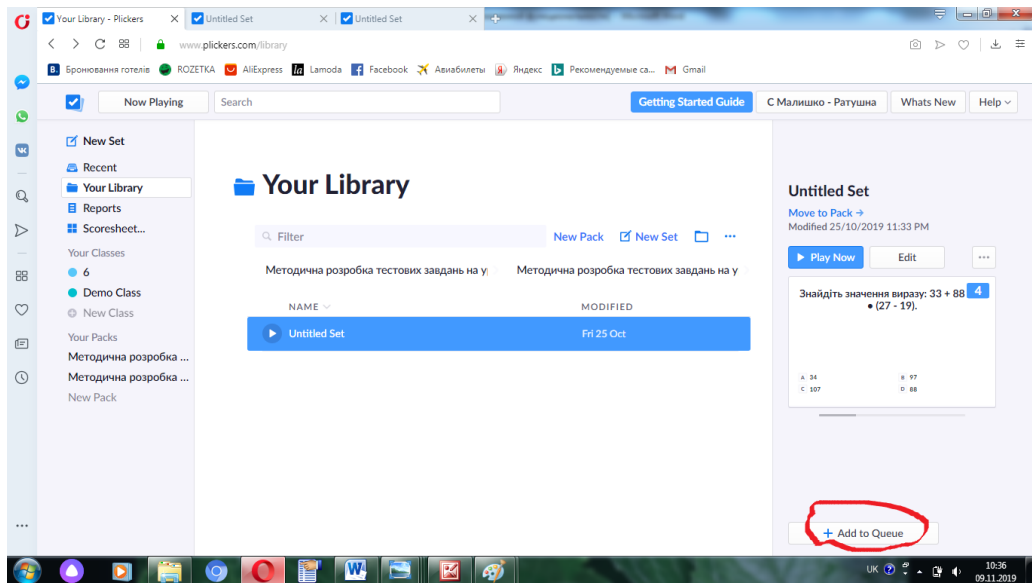 Your Library - Plickers
Untitled Set
Untitled Set
www.plickers.com/library
B. Бронювання готелів ROZETKA AliExpress la Lamoda Facebook Авиабилеты Я Яндекс Рекомендуемые са... Gmail
Now Playing
Search
Getting Started Guide
С Малишко - Ратушна
Whats New
Help
New Set
Recent
Your Library
Reports
Scoresheet...
Your Classes
6
Demo Class
New Class
Your Packs
Методична розробка ...
Методична розробка ...
New Pack
Your Library
Filter
New Pack New Set ...
Методична розробка тестових завдань на у
Методична розробка тестових завдань на у
NAME MODIFIED
Untitled Set Fri 25 Oct
Untitled Set
Move to Pack →
Modified 25/10/2019 11:33 PM
Play Now Edit ...
Знайдіть значення виразу: 33 + 88 4
• (27 - 19).
A 34 B 97
C 107 D 88
+ Add to Queue
UK 10:36
09.11.2019